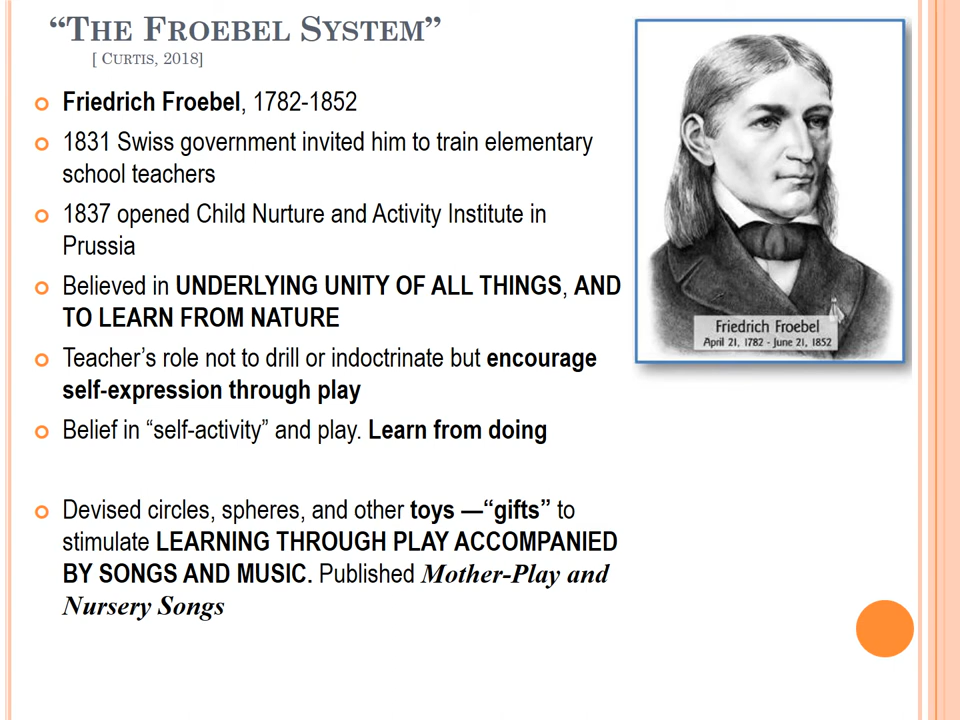 “THE FROEBEL SYSTEM”
[ CURTIS, 2018]
Friedrich Froebel, 1782-1852
1831 Swiss government invited him to train elementary
school teachers
1837 opened Child Nurture and Activity Institute in
Prussia
Believed in UNDERLYING UNITY OF ALL THINGS, AND
TO LEARN FROM NATURE
Teacher’s role not to drill or indoctrinate but encourage
self-expression through play
Belief in “self-activity” and play. Learn from doing
Devised circles, spheres, and other toys —“gifts” to
stimulate LEARNING THROUGH PLAY ACCOMPANIED
BY SONGS AND MUSIC. Published Mother-Play and
Nursery Songs
Friedrich Froebel
April 21, 1782 - June 21, 1852